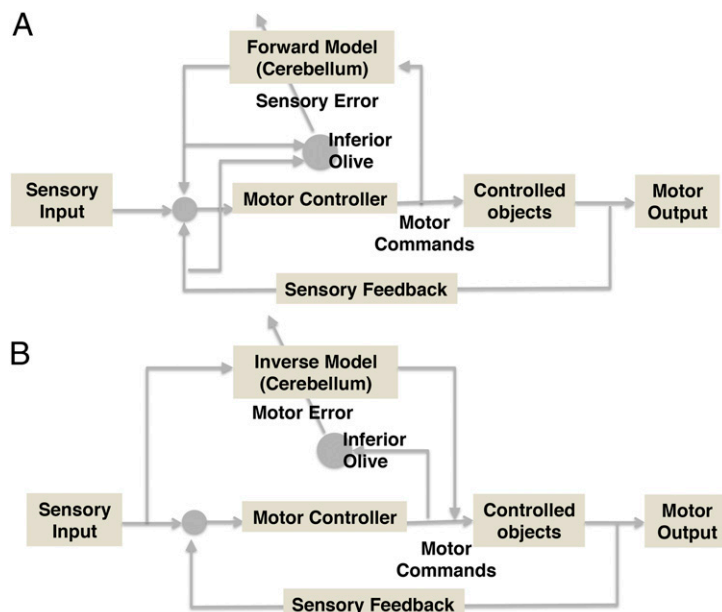 A
Forward Model
(Cerebellum)
Sensory Error
Inferior
Olive
Sensory
Input
Motor Controller
Controlled
objects
Motor
Output
Motor
Commands
Sensory Feedback
B
Inverse Model
(Cerebellum)
Motor Error
Inferior
Olive
Sensory
Input
Motor Controller
Controlled
objects
Motor
Output
Motor
Commands
Sensory Feedback